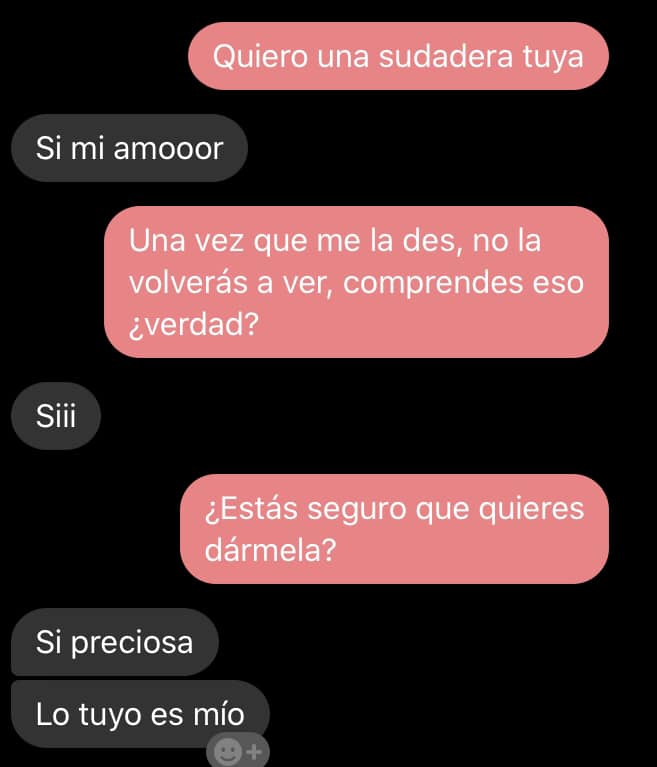 Quiero una sudadera tuya
Si mi amooor
Una vez que me la des, no la
volverás a ver, comprendes eso
¿verdad?
Siii
¿Estás seguro que quieres
dármela?
Si preciosa
Lo tuyo es mío